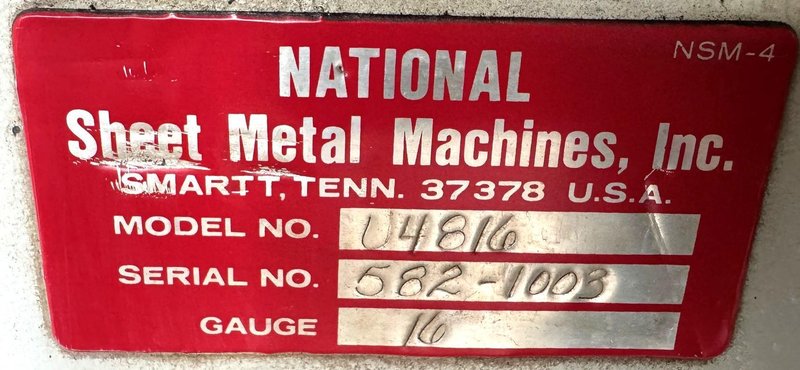 NSM-4
NATIONAL
Sheet Metal Machines, Inc.
SMARTT, TENN. 37378 U.S.A.
MODEL NO. U4816
SERIAL NO. 582-1003
GAUGE 16